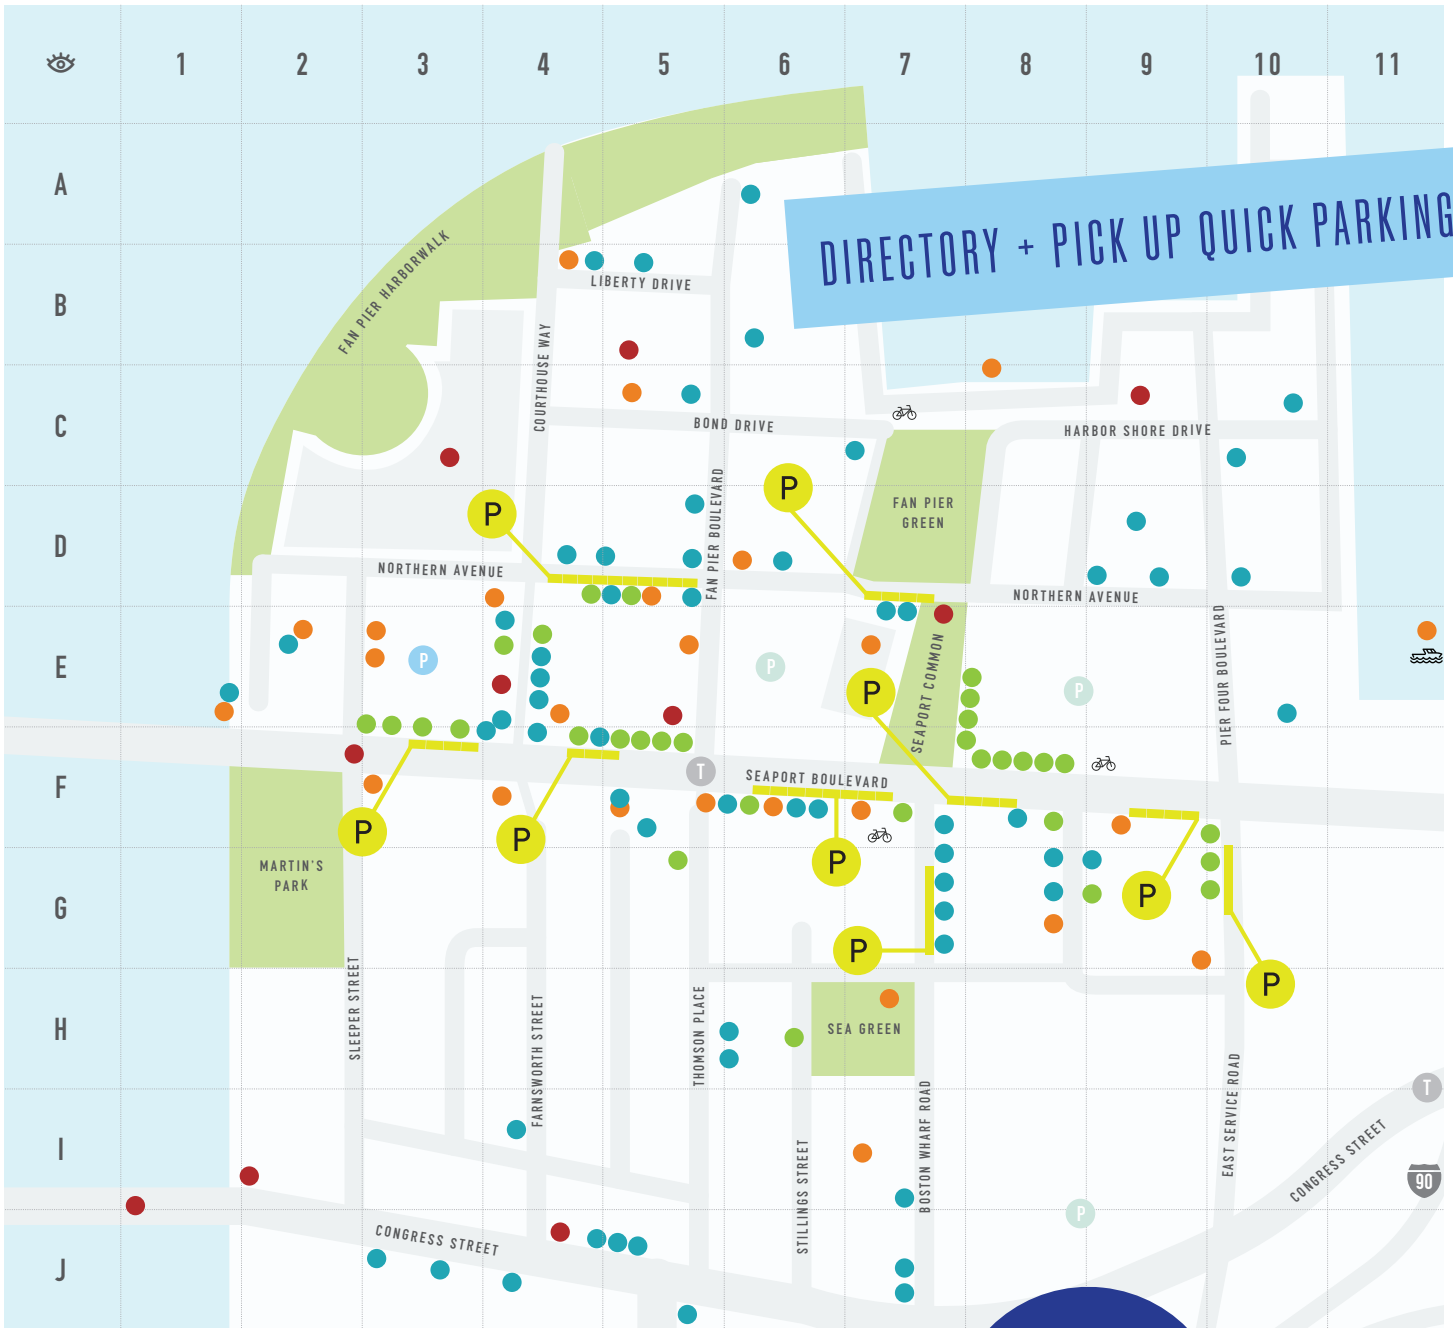 1 2 3 4 5 6 7 8 9 10 11
A
DIRECTORY + PICK UP QUICK PARKING
FAN PIER HARBORWALK
LIBERTY DRIVE
B
COURTHOUSE WAY
C
BOND DRIVE
HARBOR SHORE DRIVE
FAN PIER BOULEVARD
P
P
FAN PIER
GREEN
D
NORTHERN AVENUE
NORTHERN AVENUE
E
P
P
P
P
SEAPORT COMMON
PIER FOUR BOULEVARD
T
SEAPORT BOULEVARD
F
P
P
P
MARTIN'S
PARK
P
G
P
P
SLEEPER STREET
FARNSWORTH STREET
THOMSON PLACE
H
SEA GREEN
BOSTON WHARF ROAD
EAST SERVICE ROAD
T
I
STILLINGS STREET
CONGRESS STREET
90
P
CONGRESS STREET
J